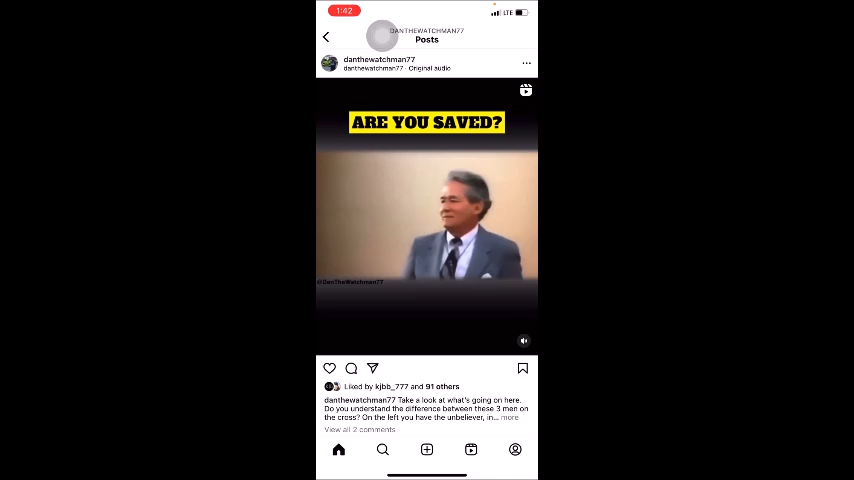 1:42
LTE
DANTHEWATCHMAN77
Posts
danthewatchman77
danthewatchman77 · Original audio
ARE YOU SAVED?
@DanTheWatchman77
Liked by kjbb_777 and 91 others
danthewatchman77 Take a look at what's going on here.
Do you understand the difference between these 3 men on
the cross? On the left you have the unbeliever, in... more
View all 2 comments